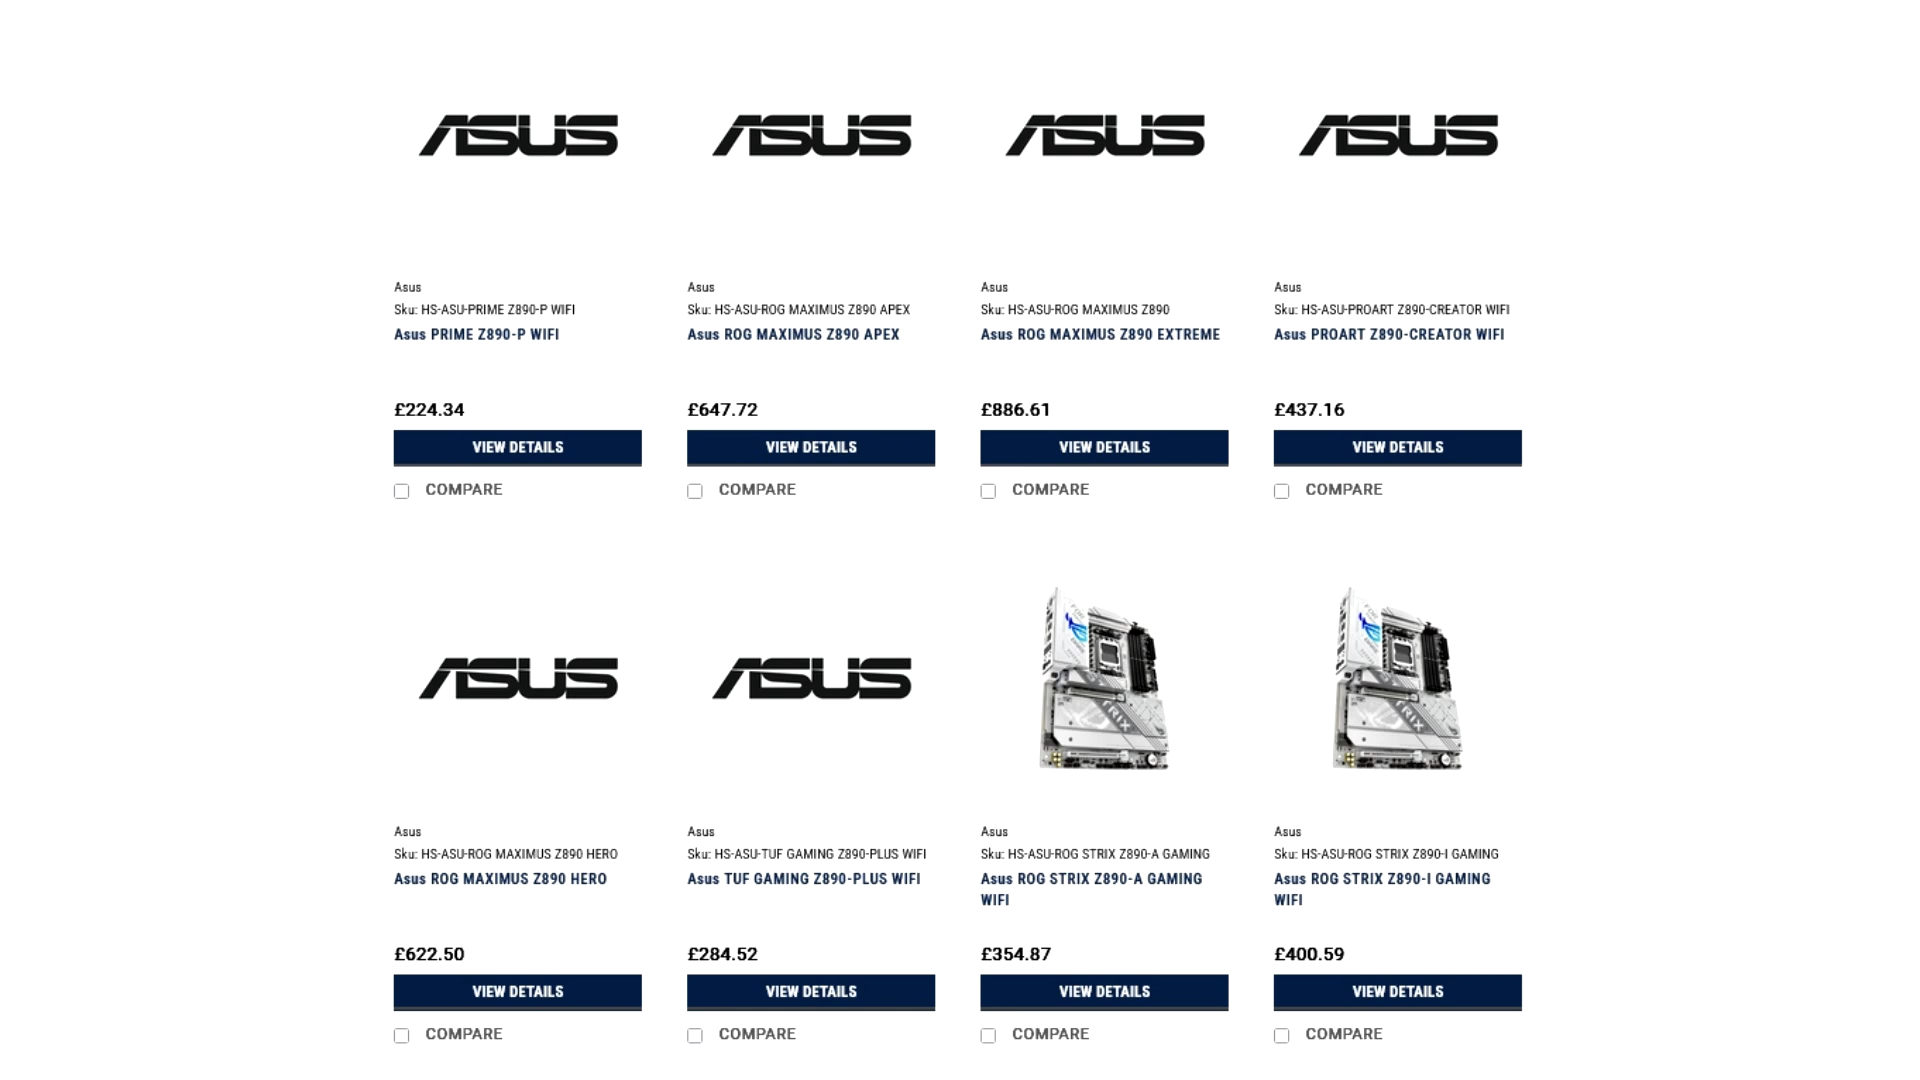 ASUS ASUS ASUS ASUS
Asus Asus Asus Asus
Sku: HS-ASU-PRIME Z890-P WIFI Sku: HS-ASU-ROG MAXIMUS Z890 APEX Sku: HS-ASU-ROG MAXIMUS Z890 Sku: HS-ASU-PROART Z890-CREATOR WIFI
Asus PRIME Z890-P WIFI Asus ROG MAXIMUS Z890 APEX Asus ROG MAXIMUS Z890 EXTREME Asus PROART Z890-CREATOR WIFI
£224.34 £647.72 £886.61 £437.16
VIEW DETAILS VIEW DETAILS VIEW DETAILS VIEW DETAILS
COMPARE COMPARE COMPARE COMPARE
ASUS ASUS
TRIX TRIX
Asus Asus Asus Asus
Sku: HS-ASU-ROG MAXIMUS Z890 HERO Sku: HS-ASU-TUF GAMING Z890-PLUS WIFI Sku: HS-ASU-ROG STRIX Z890-A GAMING Sku: HS-ASU-ROG STRIX Z890-I GAMING
Asus ROG MAXIMUS Z890 HERO Asus TUF GAMING Z890-PLUS WIFI Asus ROG STRIX Z890-A GAMING Asus ROG STRIX Z890-I GAMING
WIFI WIFI
£622.50 £284.52 £354.87 £400.59
VIEW DETAILS VIEW DETAILS VIEW DETAILS VIEW DETAILS
COMPARE COMPARE COMPARE COMPARE